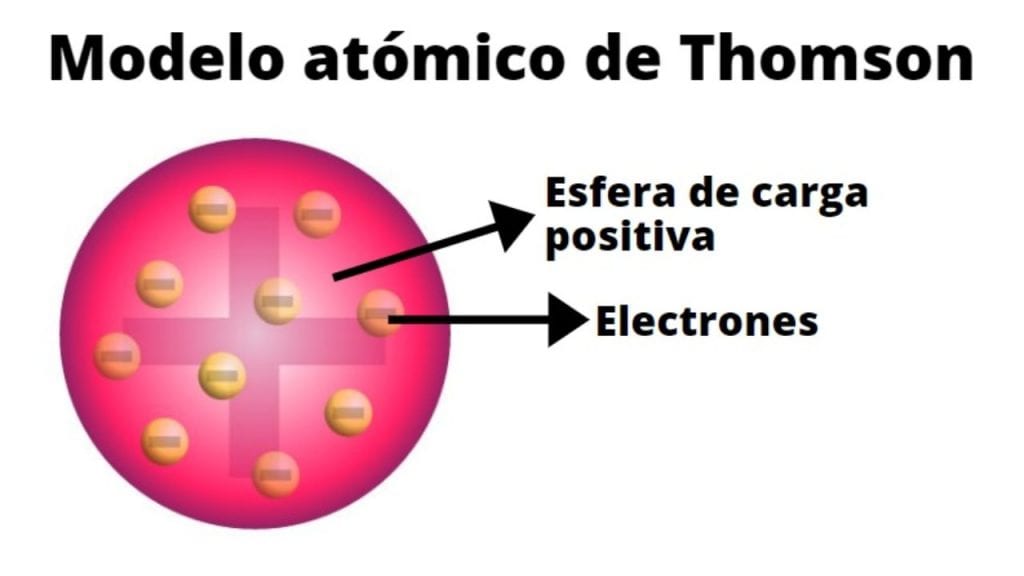 Modelo atómico de Thomson
Esfera de carga
positiva
Electrones